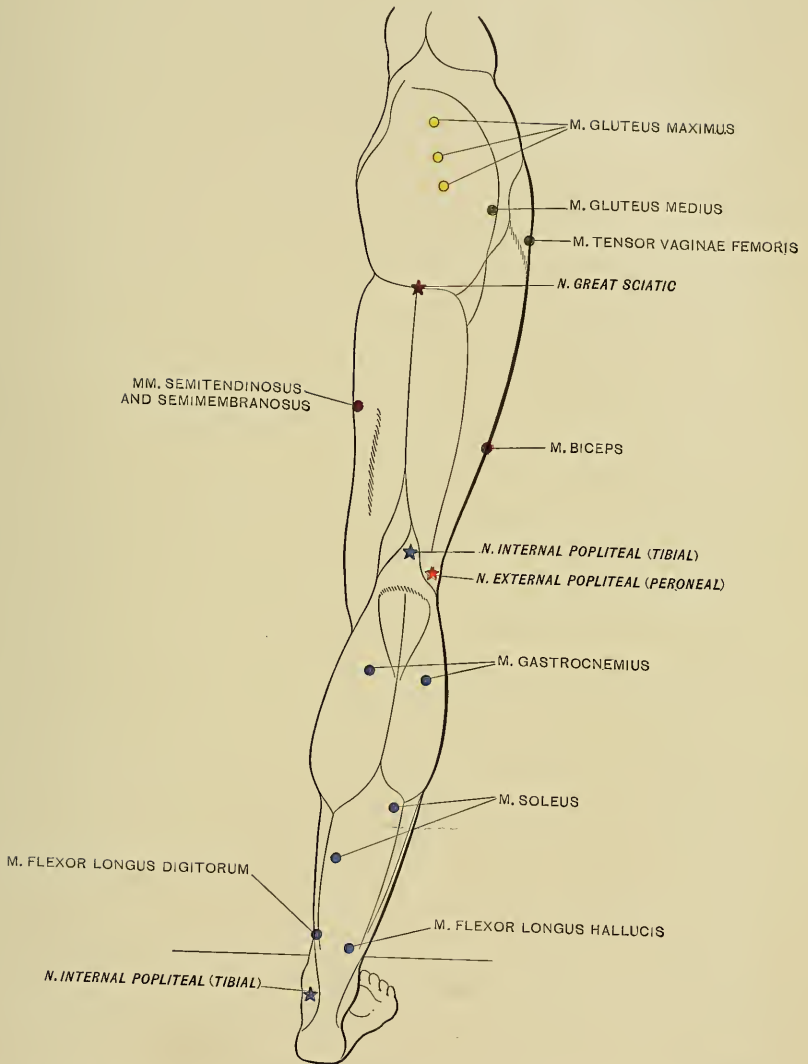 M. GLUTEUS MAXIMUS
M. GLUTEUS MEDIUS
M. TENSOR VAGINAE FEMORIS
N. GREAT SCIATIC
MM. SEMITENDINOSUS
AND SEMIMEMBRANOSUS
M. BICEPS
N. INTERNAL POPLITEAL (TIBIAL)
N. EXTERNAL POPLITEAL (PERONEAL)
M. GASTROCNEMIUS
M. SOLEUS
M. FLEXOR LONGUS DIGITORUM
M. FLEXOR LONGUS HALLUCIS
N. INTERNAL POPLITEAL (TIBIAL)